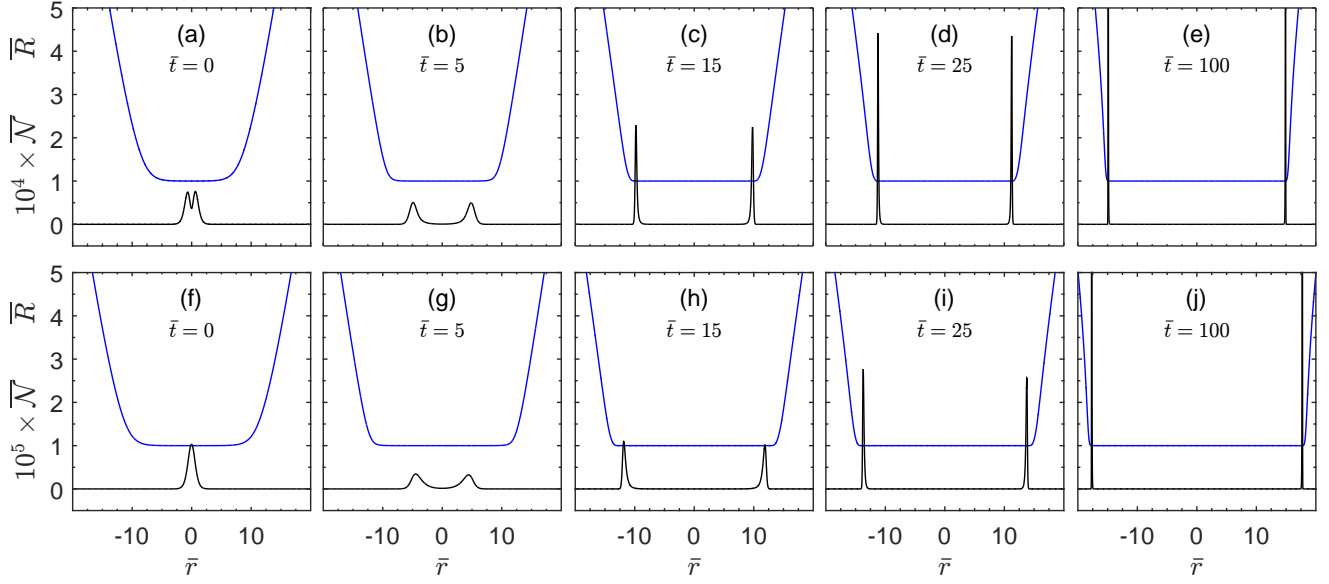 (a) (b) (c) (d) (e)
t̄ = 0 t̄ = 5 t̄ = 15 t̄ = 25 t̄ = 100
10⁴ × N̅ R̅
5
4
3
2
1
0
(f) (g) (h) (i) (j)
t̄ = 0 t̄ = 5 t̄ = 15 t̄ = 25 t̄ = 100
10⁵ × N̅ R̅
5
4
3
2
1
0
-10 0 10 -10 0 10 -10 0 10 -10 0 10 -10 0 10
r̄ r̄ r̄ r̄ r̄